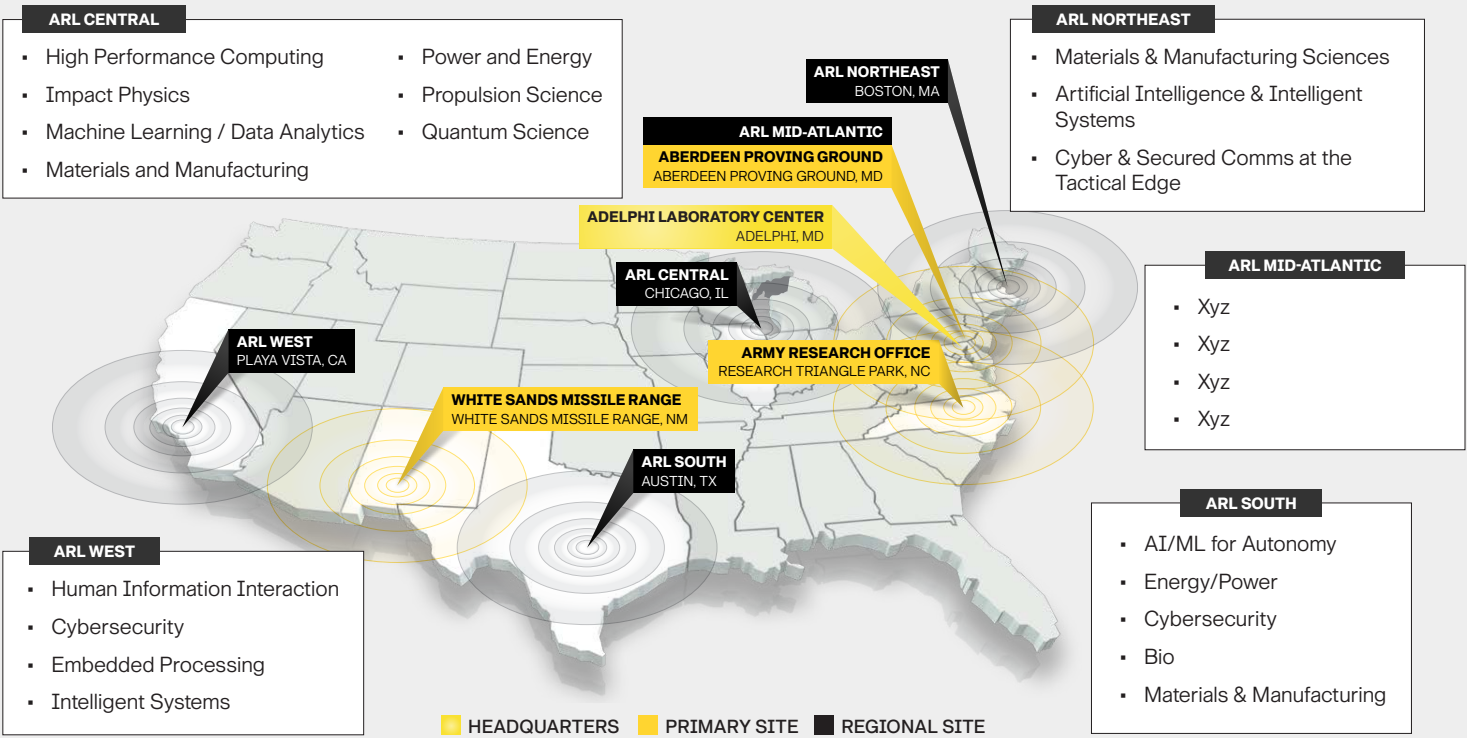 ARL CENTRAL
High Performance Computing
Impact Physics
Machine Learning / Data Analytics
Materials and Manufacturing
Power and Energy
Propulsion Science
Quantum Science
ARL NORTHEAST
Materials & Manufacturing Sciences
Artificial Intelligence & Intelligent
Systems
Cyber & Secured Comms at the
Tactical Edge
ARL NORTHEAST
BOSTON, MA
ARL MID-ATLANTIC
ABERDEEN PROVING GROUND
ABERDEEN PROVING GROUND, MD
ADELPHI LABORATORY CENTER
ADELPHI, MD
ARL CENTRAL
CHICAGO, IL
ARL MID-ATLANTIC
Xyz
Xyz
Xyz
Xyz
ARL WEST
PLAYA VISTA, CA
ARMY RESEARCH OFFICE
RESEARCH TRIANGLE PARK, NC
WHITE SANDS MISSILE RANGE
WHITE SANDS MISSILE RANGE, NM
ARL SOUTH
AUSTIN, TX
ARL WEST
Human Information Interaction
Cybersecurity
Embedded Processing
Intelligent Systems
ARL SOUTH
AI/ML for Autonomy
Energy/Power
Cybersecurity
Bio
Materials & Manufacturing
HEADQUARTERS
PRIMARY SITE
REGIONAL SITE